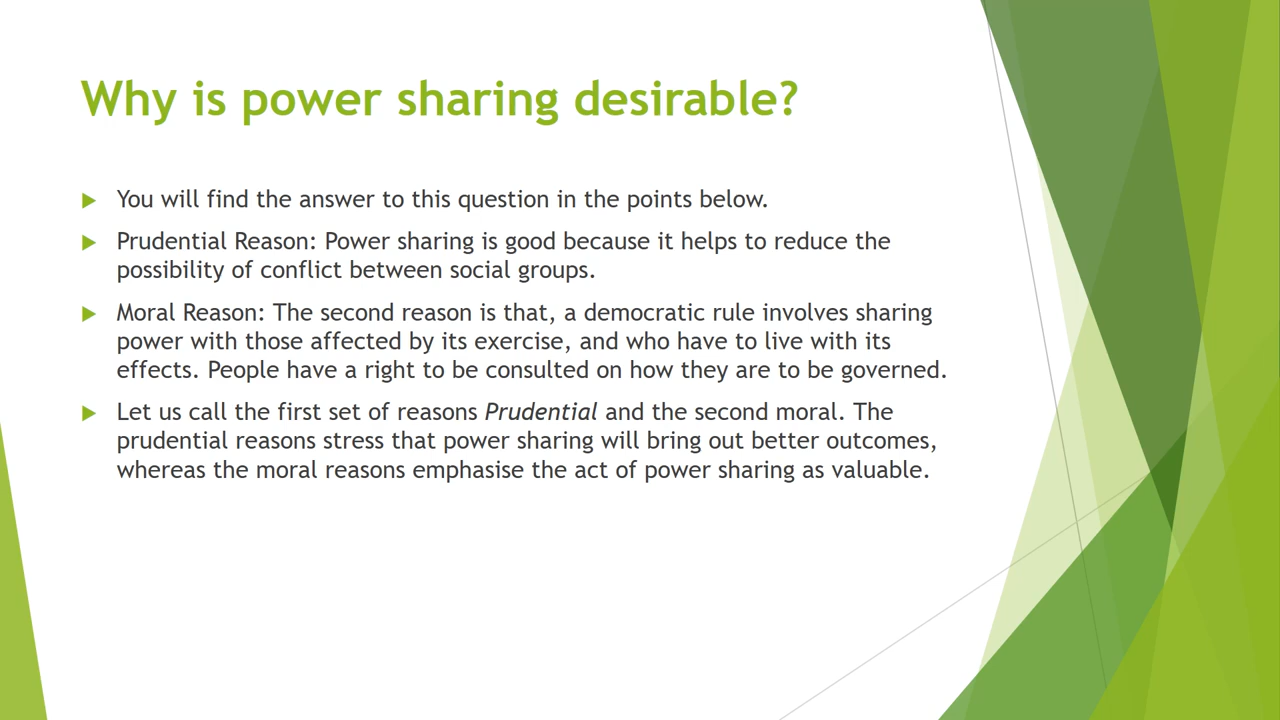 Why is power sharing desirable?
You will find the answer to this question in the points below.
Prudential Reason: Power sharing is good because it helps to reduce the
possibility of conflict between social groups.
Moral Reason: The second reason is that, a democratic rule involves sharing
power with those affected by its exercise, and who have to live with its
effects. People have a right to be consulted on how they are to be governed.
Let us call the first set of reasons Prudential and the second moral. The
prudential reasons stress that power sharing will bring out better outcomes,
whereas the moral reasons emphasise the act of power sharing as valuable.